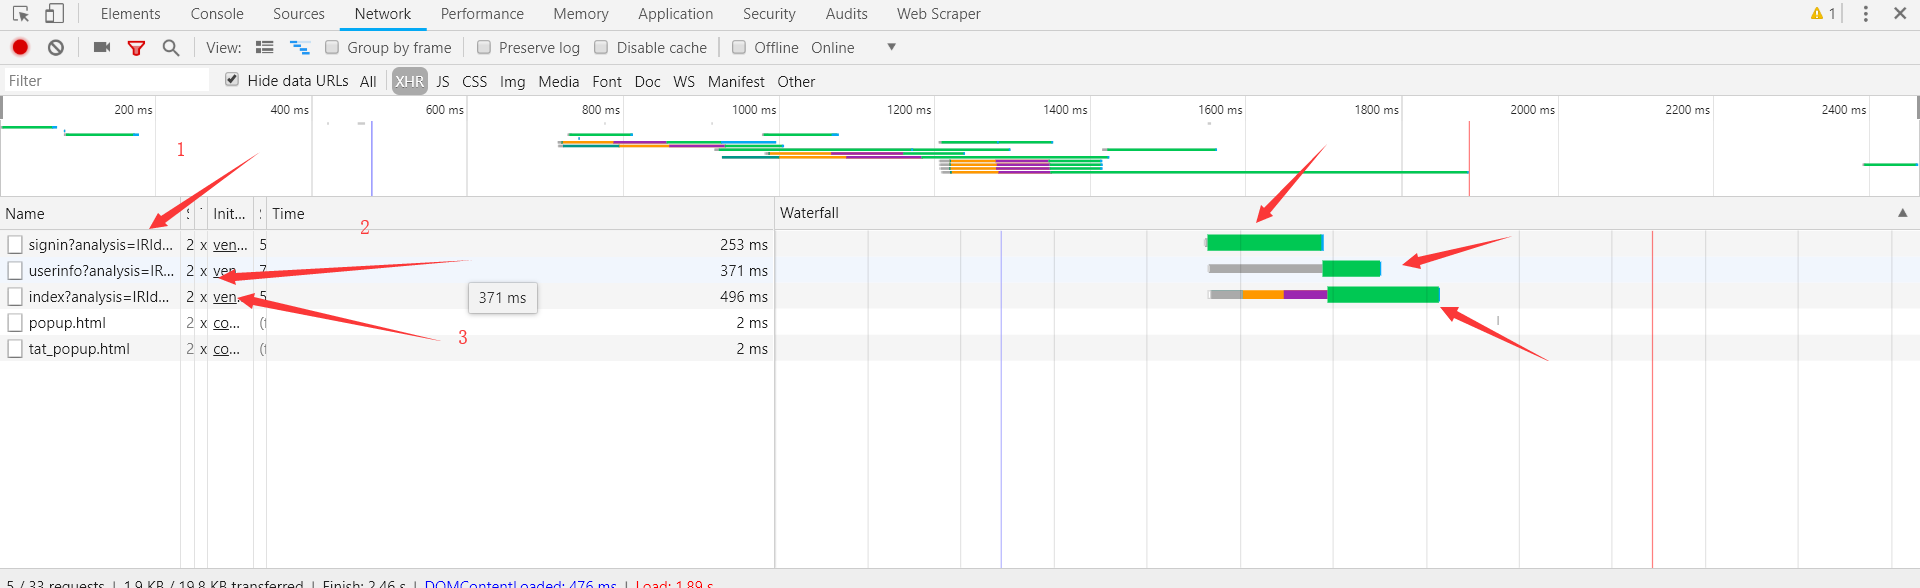 Elements Console Sources Network Performance Memory Application Security Audits Web Scraper 1
View: Group by frame Preserve log Disable cache Offline Online
Filter Hide data URLs All XHR JS CSS Img Media Font Doc WS Manifest Other
200 ms 400 ms 600 ms 800 ms 1000 ms 1200 ms 1400 ms 1600 ms 1800 ms 2000 ms 2200 ms 2400 ms
1
Name Init... Time Waterfall
2
signin?analysis=IRId... 2 x ven... 5 253 ms
userinfo?analysis=IR... 2 x ven... 7 371 ms
index?analysis=IRId... 2 x ven... 5 496 ms
371 ms
popup.html 2 x co... 2 ms
3
tat_popup.html 2 x co... 2 ms
5 / 33 requests | 1.9 KB / 19.8 KB transferred | Finish: 2.46 s | DOMContentLoaded: 476 ms | Load: 1.89 s